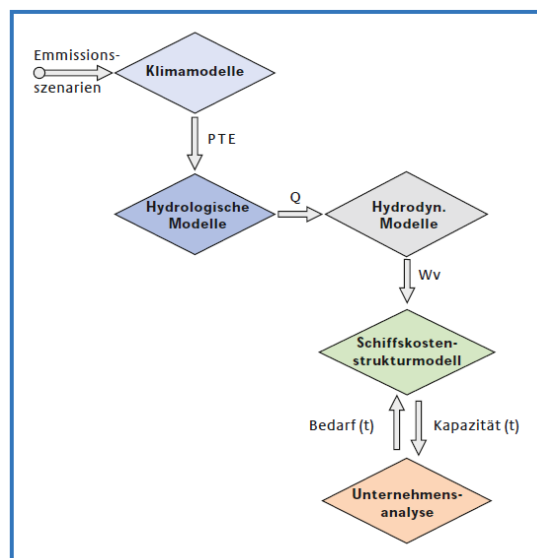 Emmissions-
szenarien
Klimamodelle
PTE
Hydrologische
Modelle
Q
Hydrodyn.
Modelle
Wv
Schiffskosten-
strukturmodell
Bedarf (t)
Kapazität (t)
Unternehmens-
analyse